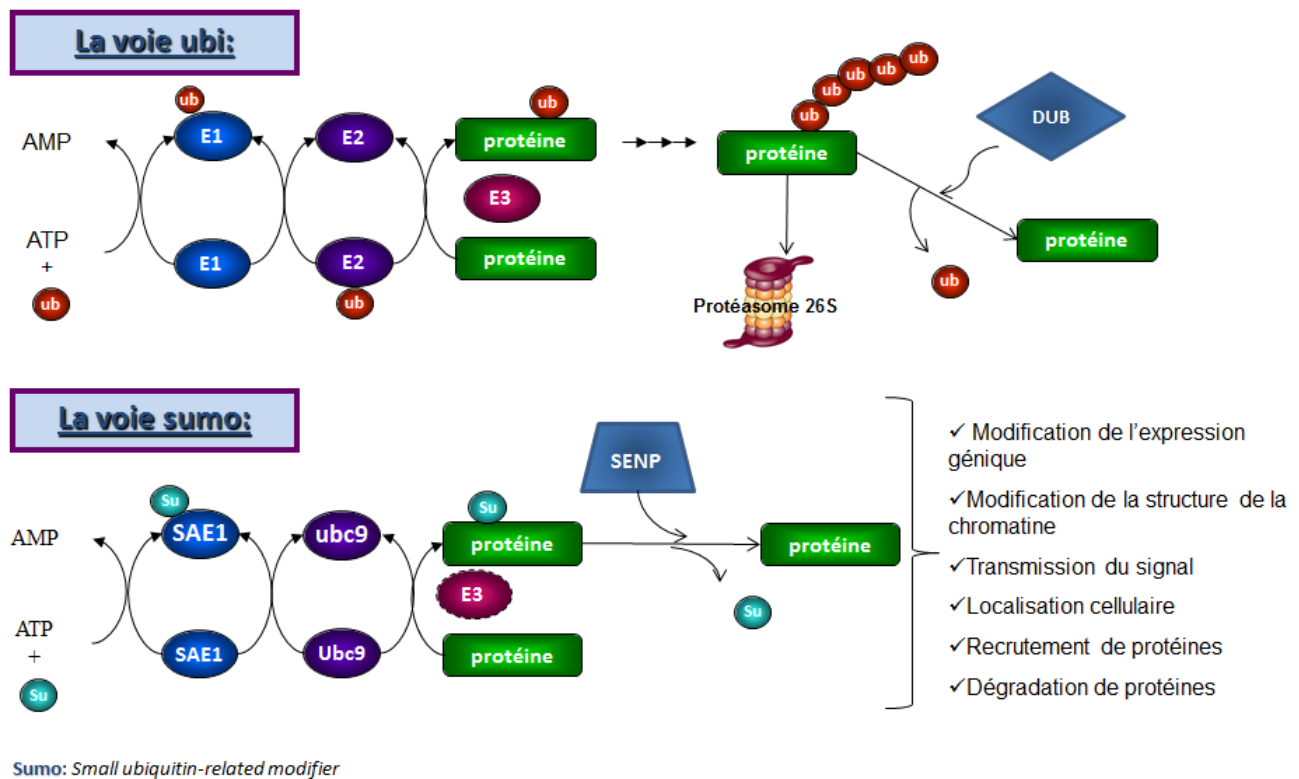 La voie ubi:
ub
ub
ub
ub
ub
ub
ub
AMP
E1
E2
protéine
protéine
DUB
E3
ATP
+
ub
E1
E2
ub
protéine
protéine
ub
Protéasome 26S
La voie sumo:
SENP
Su
Su
AMP
SAE1
ubc9
protéine
protéine
E3
Su
ATP
+
Su
SAE1
Ubc9
protéine
✓ Modification de l'expression
génique
✓Modification de la structure de la
chromatine
✓Transmission du signal
✓Localisation cellulaire
✓Recrutement de protéines
✓Dégradation de protéines
Sumo: Small ubiquitin-related modifier